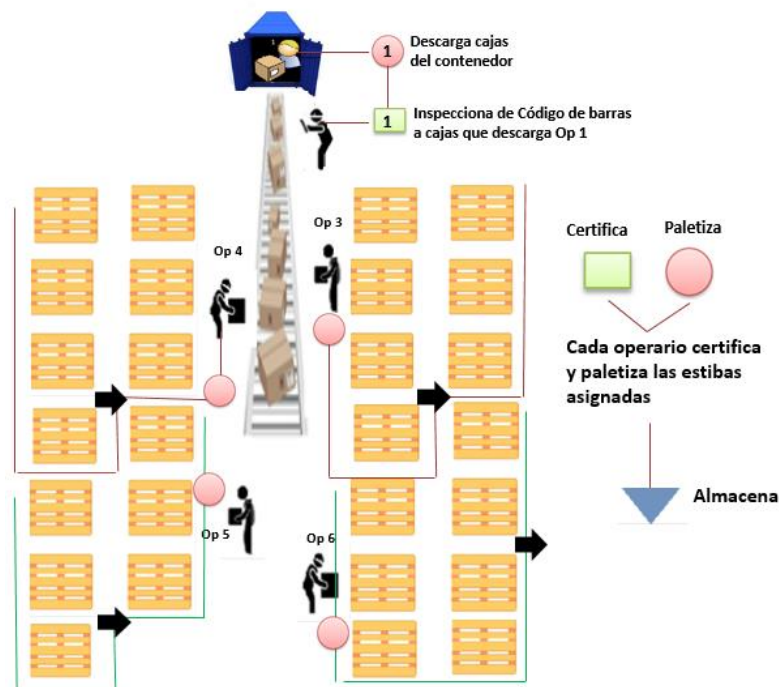 1
1
Descarga cajas
del contenedor
1
Inspecciona de Código de barras
a cajas que descarga Op 1
Op 3
Op 4
Certifica
Paletiza
Cada operario certifica
y paletiza las estibas
asignadas
Almacena
Op 5
Op 6